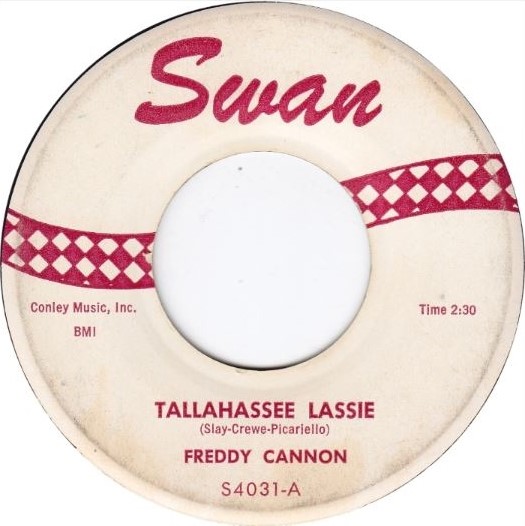 Swan
Conley Music, Inc.
BMI
Time 2:30
TALLAHASSEE LASSIE
(Slay-Crewe-Picariello)
FREDDY CANNON
S4031-A